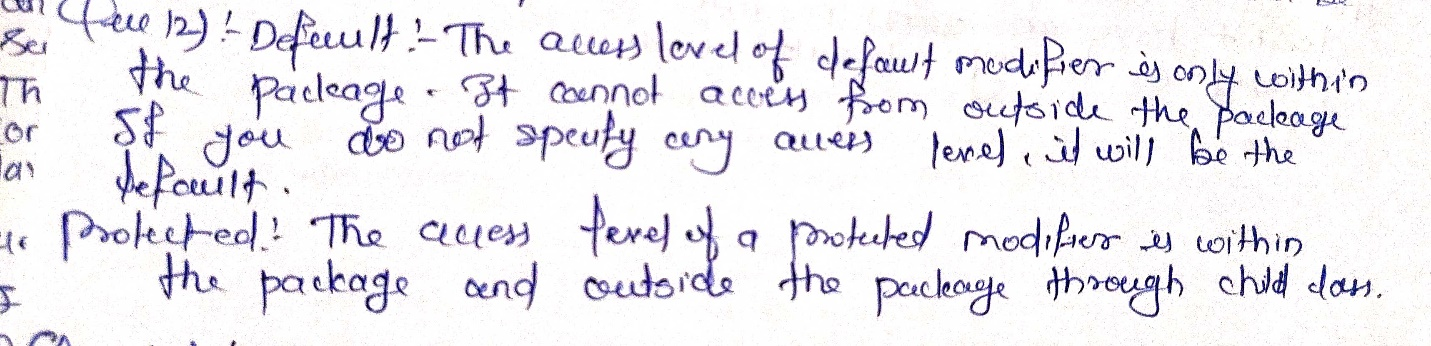 12) :- Default :- The access level of default modifier is only within
the package. It cannot access from outside the package
If you do not specify any access level, it will be the
default.
Protected : The access level of a protected modifier is within
the package and outside the package through child class.
Th
or